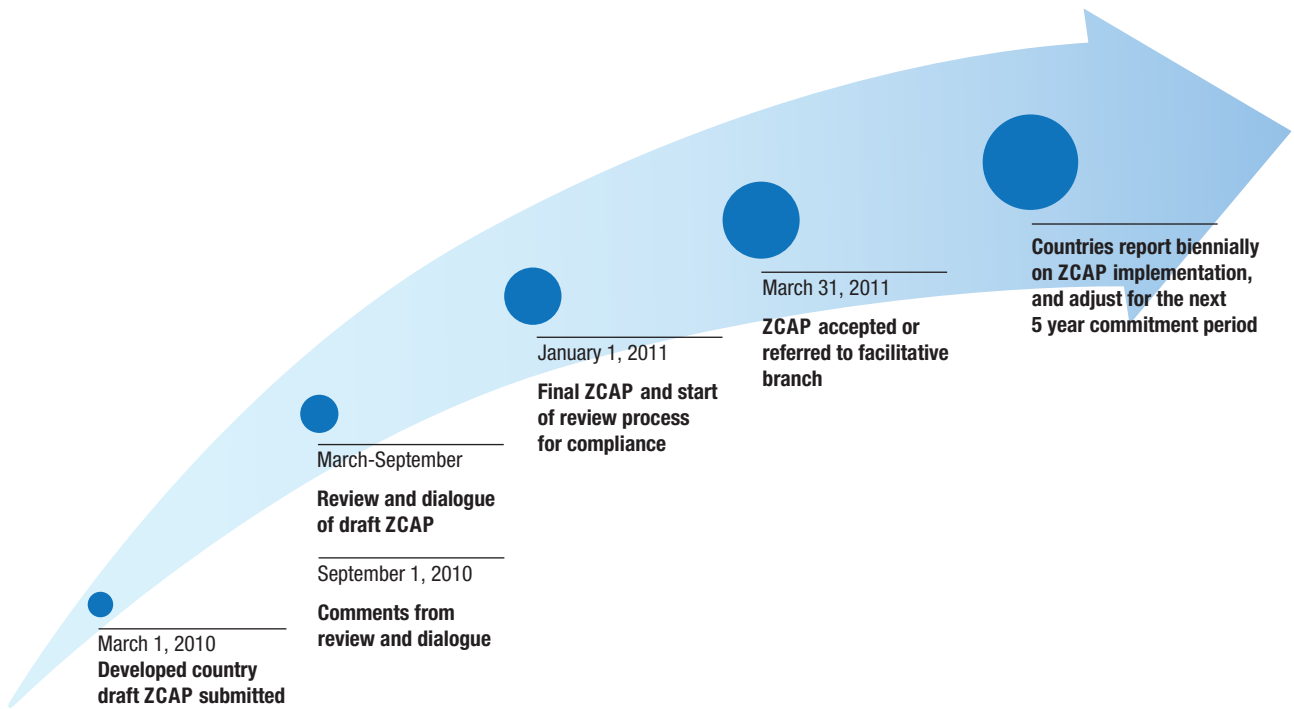 March 1, 2010
Developed country
draft ZCAP submitted
March-September
Review and dialogue
of draft ZCAP
September 1, 2010
Comments from
review and dialogue
January 1, 2011
Final ZCAP and start
of review process
for compliance
March 31, 2011
ZCAP accepted or
referred to facilitative
branch
Countries report biennially
on ZCAP implementation,
and adjust for the next
5 year commitment period